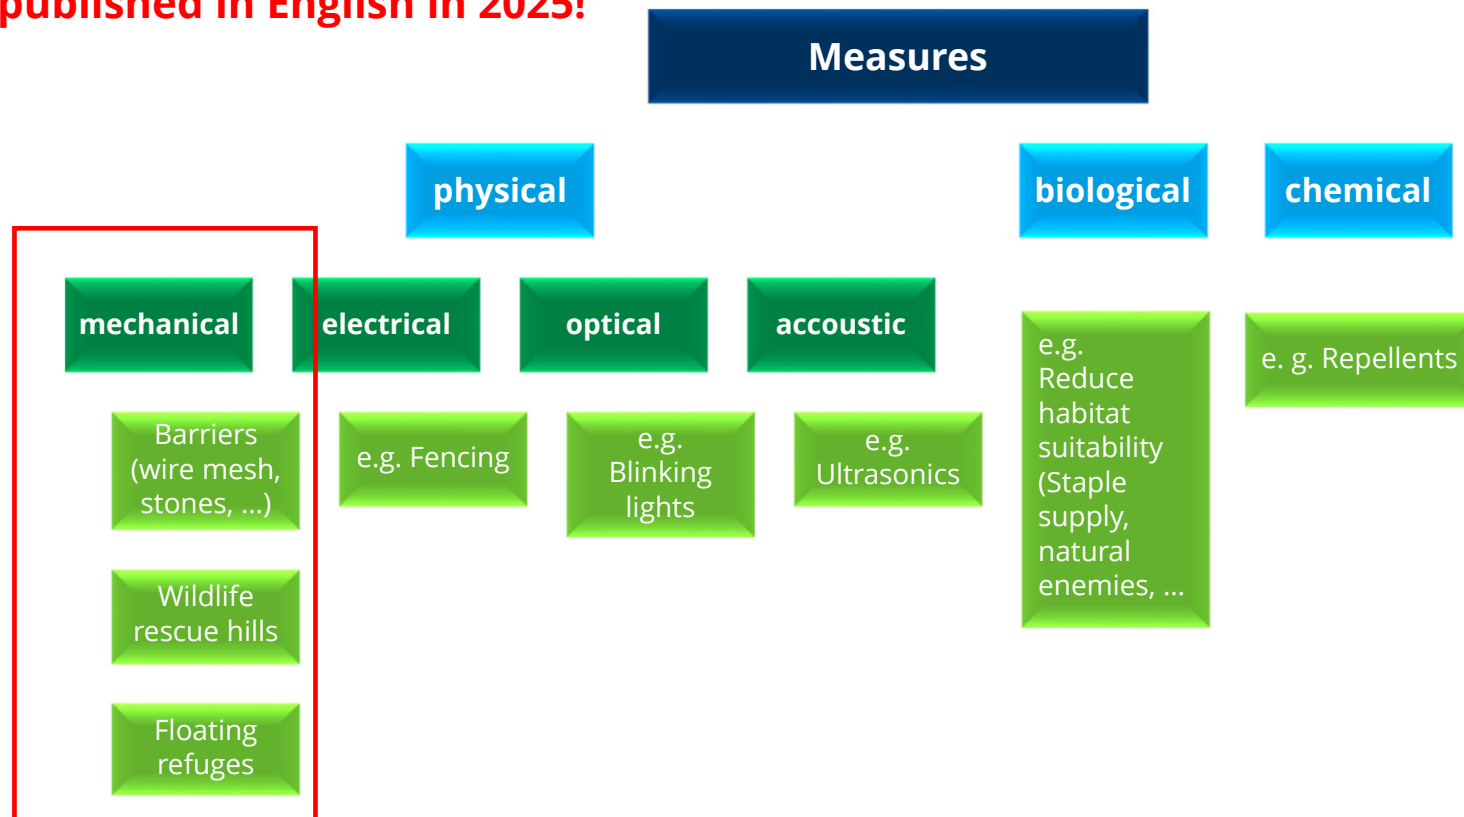 published in English in 2025!
Measures
physical
biological
chemical
mechanical
electrical
optical
accoustic
Barriers
(wire mesh,
stones, ...)
e.g. Fencing
e.g.
Blinking
lights
e.g.
Ultrasonics
e.g.
Reduce
habitat
suitability
(Staple
supply,
natural
enemies, ...
e. g. Repellents
Wildlife
rescue hills
Floating
refuges